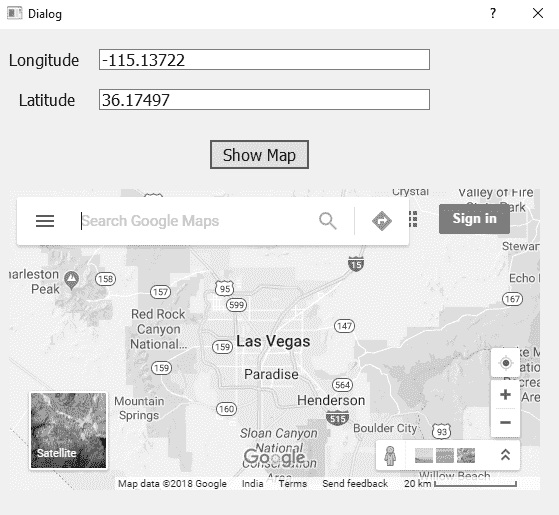 Dialog
?
Longitude
-115.13722
Latitude
36.17497
Show Map
Crystal
Valley of Fire
Search Google Maps
Sign in
Stewar
15
harleston
Peak
158
157
95
599
Echo
167
Red Rock
Canyon
National...
159
147
Las Vegas
159
Paradise
564
Henderson
Mountain
Springs
160
515
Boulder City
93
Sloan Canyon
National
Conservation
Area
Google
Satellite
Willow Beach
Map data ©2018 Google
India
Terms
Send feedback
20 km